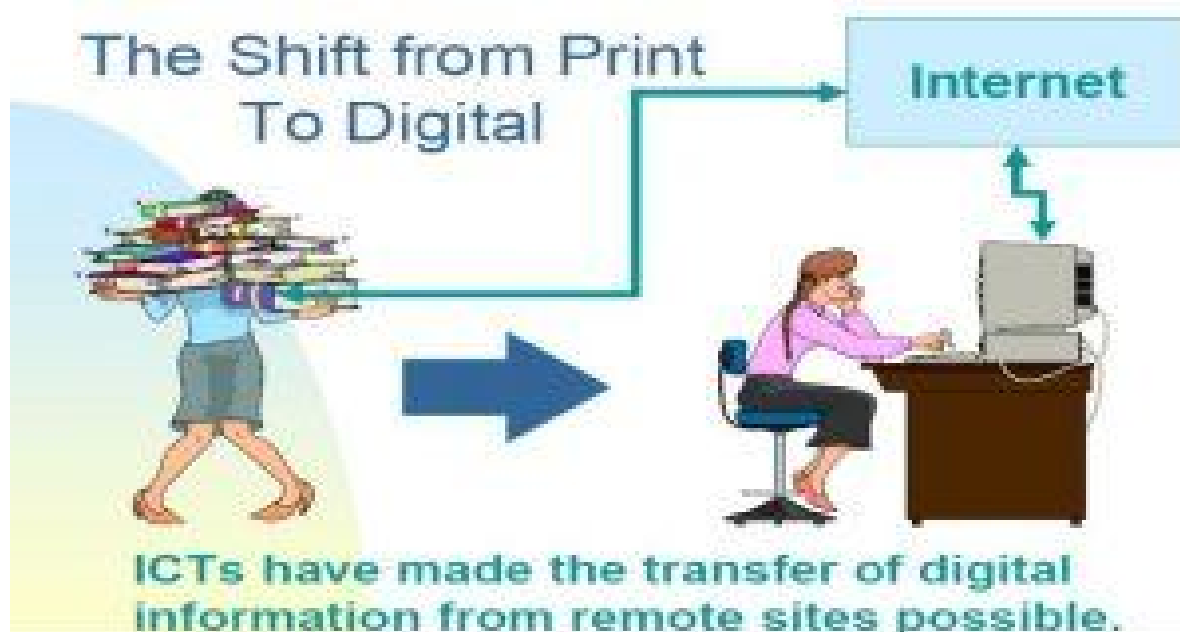 The Shift from Print
To Digital
Internet
ICTs have made the transfer of digital
information from remote sites possible.